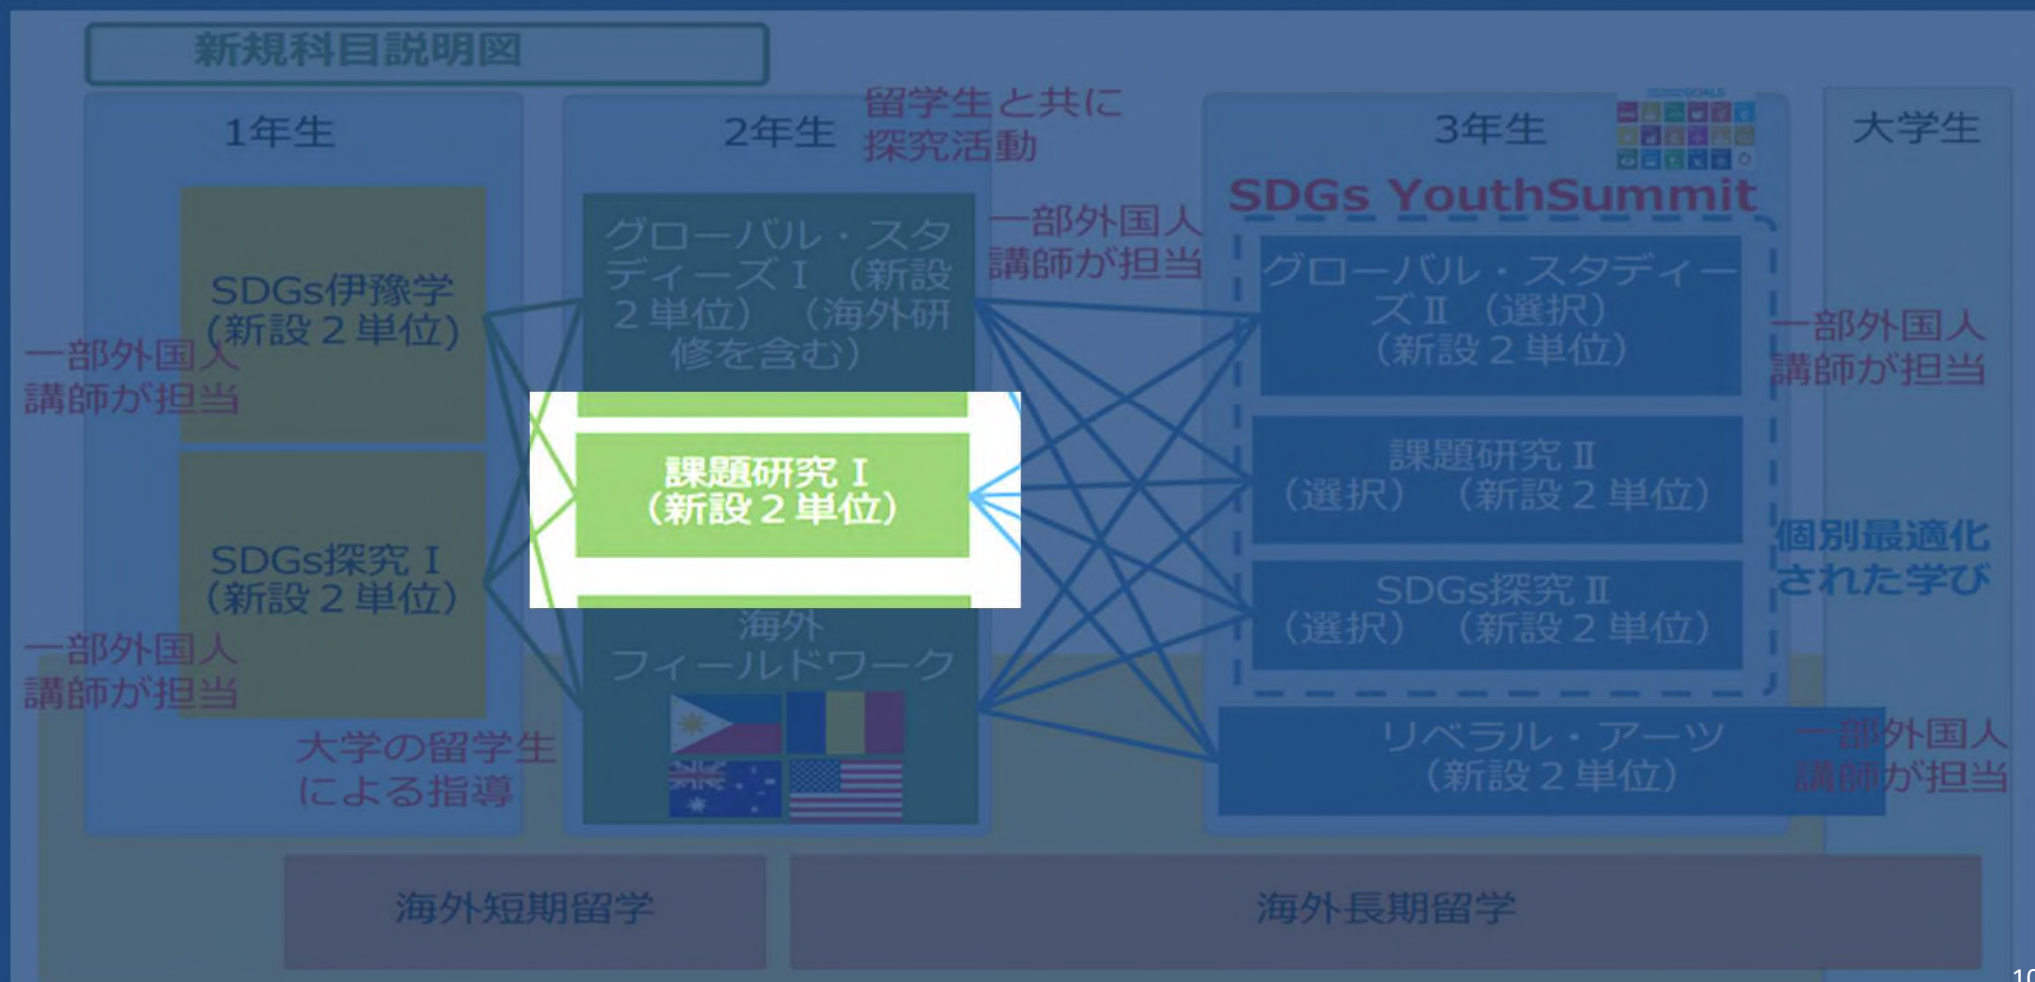 新規科目説明図
1年生
SDGs伊豫学
(新設2単位)
一部外国人
講師が担当
SDGs探究Ⅰ
(新設2単位)
一部外国人
講師が担当
大学の留学生
による指導
2年生
留学生と共に
探究活動
グローバル・スタ
ディーズⅠ(新設
2単位)(海外研
修を含む)
一部外国人
講師が担当
課題研究Ⅰ
(新設2単位)
海外
フィールドワーク
3年生
SDGs YouthSummit
グローバル・スタディー
ズⅡ(選択)
(新設2単位)
一部外国人
講師が担当
課題研究Ⅱ
(選択)(新設2単位)
SDGs探究Ⅱ
(選択)(新設2単位)
個別最適化
された学び
リベラル・アーツ
(新設2単位)
一部外国人
講師が担当
大学生
海外短期留学
海外長期留学
10